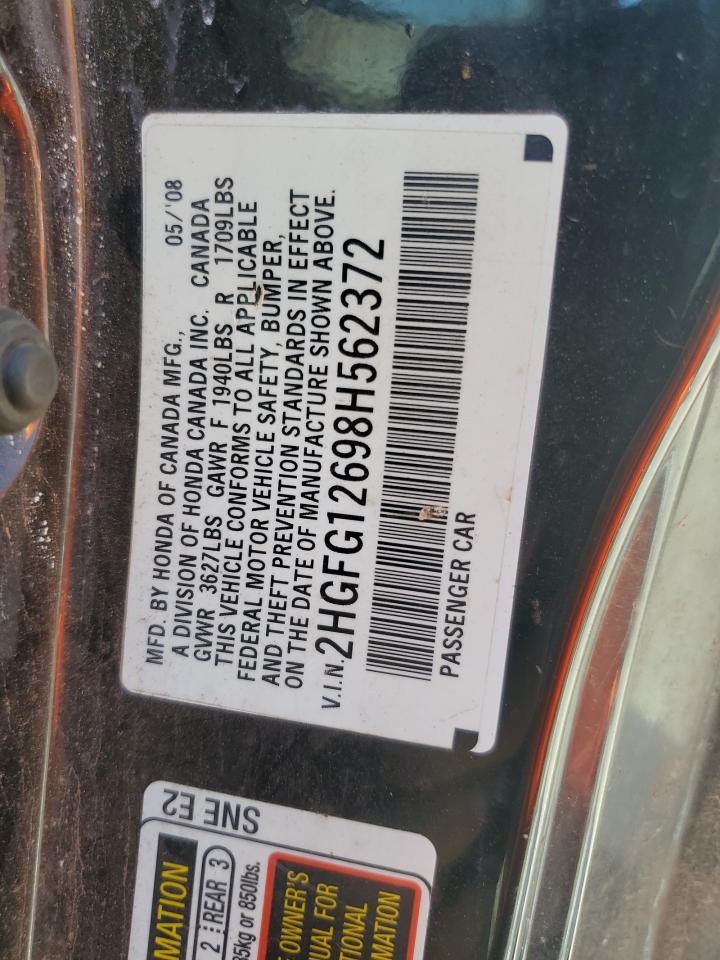 MFD. BY HONDA OF CANADA MFG., 05/'08
A DIVISION OF HONDA CANADA INC. CANADA
GVWR 3627LBS GAWR F 1940LBS R 1709LBS
THIS VEHICLE CONFORMS TO ALL APPLICABLE
FEDERAL MOTOR VEHICLE SAFETY, BUMPER,
AND THEFT PREVENTION STANDARDS IN EFFECT
ON THE DATE OF MANUFACTURE SHOWN ABOVE.
V.I.N. 2HGFG12698H562372
PASSENGER CAR
SNE E2
MATION
2 REAR 3
85kg or 850lbs.
OWNER'S
UAL FOR
TIONAL
MATION